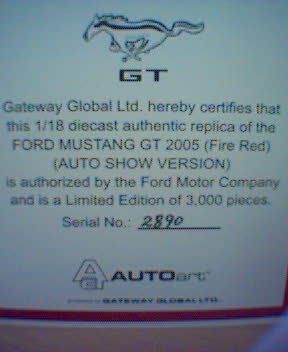 GT
Gateway Global Ltd. hereby certifies that
this 1/18 diecast authentic replica of the
FORD MUSTANG GT 2005 (Fire Red)
(AUTO SHOW VERSION)
is authorized by the Ford Motor Company
and is a Limited Edition of 3,000 pieces.
Serial No.: 2890
AUTOart
GATEWAY GLOBAL LTD.